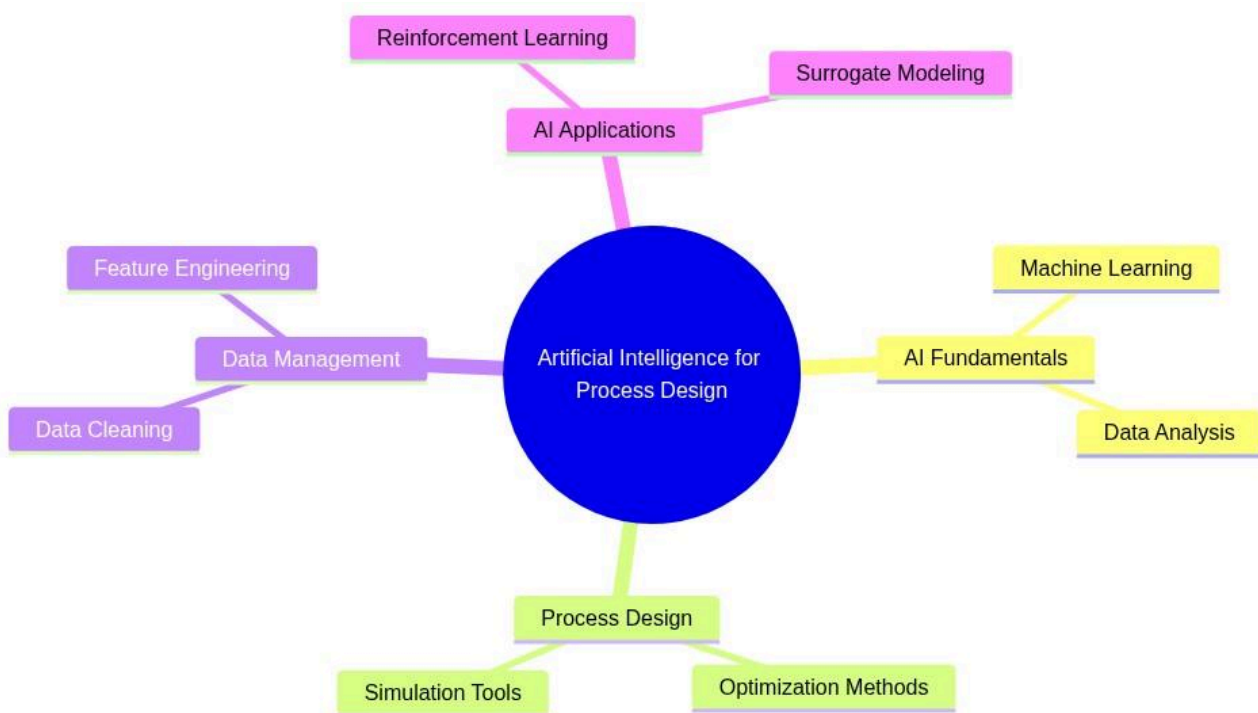 Reinforcement Learning
Surrogate Modeling
AI Applications
Feature Engineering
Machine Learning
Data Management
Artificial Intelligence for
Process Design
AI Fundamentals
Data Cleaning
Data Analysis
Process Design
Simulation Tools
Optimization Methods